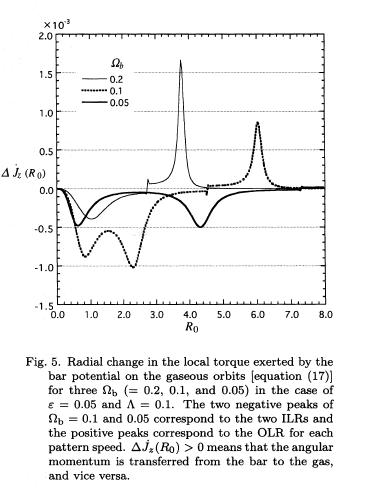 ×10⁻³
2.0
Ω_b
0.2
0.1
0.05
1.5
1.0
0.5
Δ J̇_z (R₀) 0.0
-0.5
-1.0
-1.5
0.0 1.0 2.0 3.0 4.0 5.0 6.0 7.0 8.0
R₀
Fig. 5. Radial change in the local torque exerted by the
bar potential on the gaseous orbits [equation (17)]
for three Ω_b (= 0.2, 0.1, and 0.05) in the case of
ε = 0.05 and Λ = 0.1. The two negative peaks of
Ω_b = 0.1 and 0.05 correspond to the two ILRs and
the positive peaks correspond to the OLR for each
pattern speed. ΔJ̇_z(R₀) > 0 means that the angular
momentum is transferred from the bar to the gas,
and vice versa.